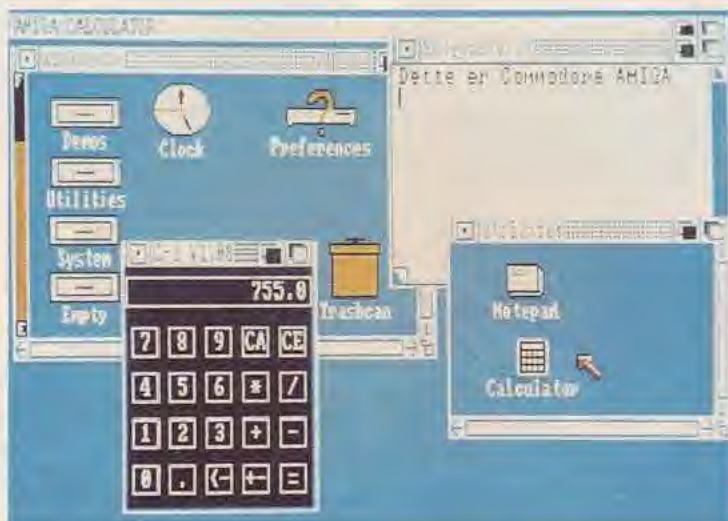 AMIGA CALCULATOR
Dette er Commodore AMIGA
Demos
Clock
Preferences
Utilities
System
Empty
Trashcan
Notepad
Calculator
755.0
7 8 9 CA CE
4 5 6 * /
1 2 3 + -
0 . <- +- =